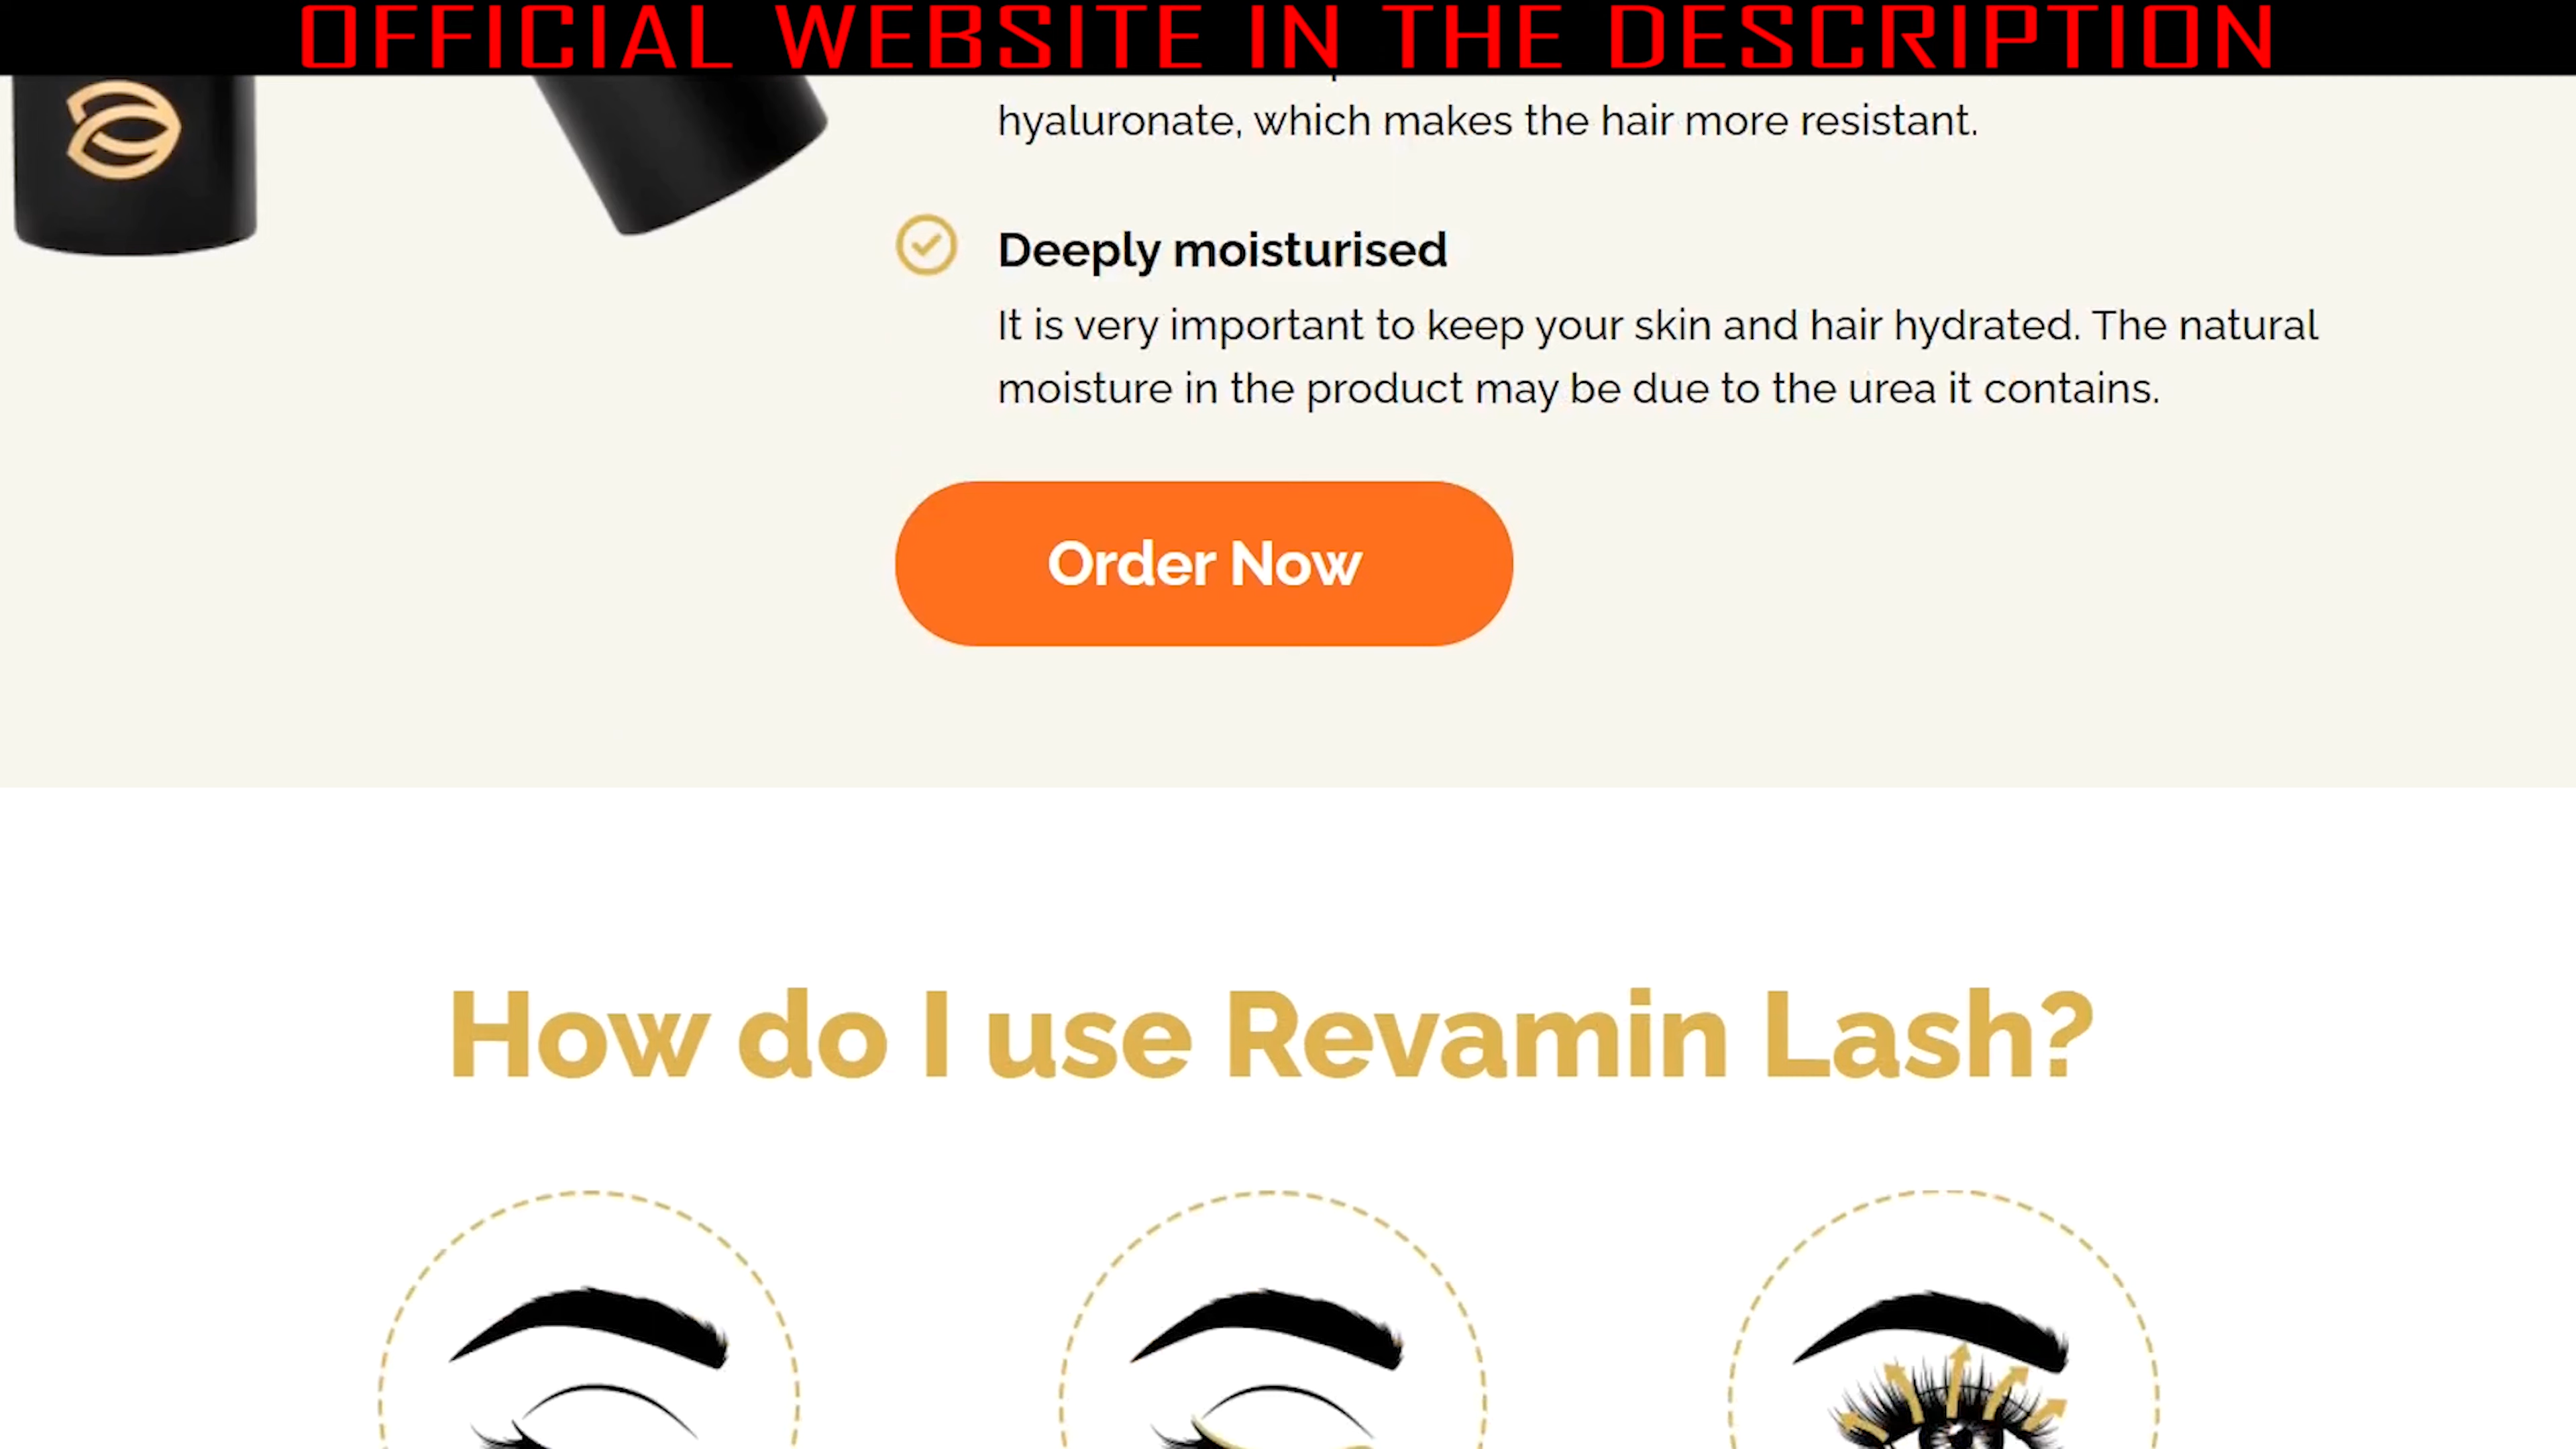 OFFICIAL WEBSITE IN THE DESCRIPTION
hyaluronate, which makes the hair more resistant.
Deeply moisturised
It is very important to keep your skin and hair hydrated. The natural
moisture in the product may be due to the urea it contains.
Order Now
How do I use Revamin Lash?